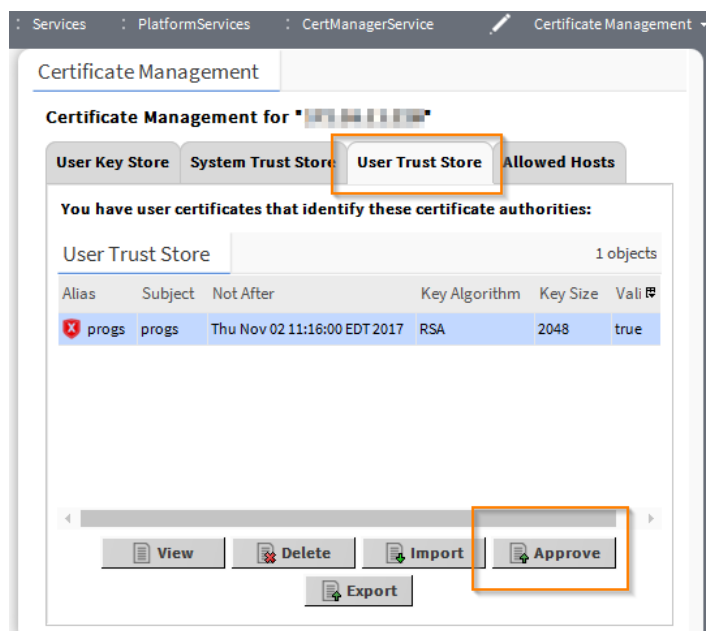 : Services : PlatformServices : CertManagerService Certificate Management
Certificate Management
Certificate Management for " "
User Key Store System Trust Store User Trust Store Allowed Hosts
You have user certificates that identify these certificate authorities:
User Trust Store 1 objects
Alias Subject Not After Key Algorithm Key Size Vali
progs progs Thu Nov 02 11:16:00 EDT 2017 RSA 2048 true
View Delete Import Approve
Export